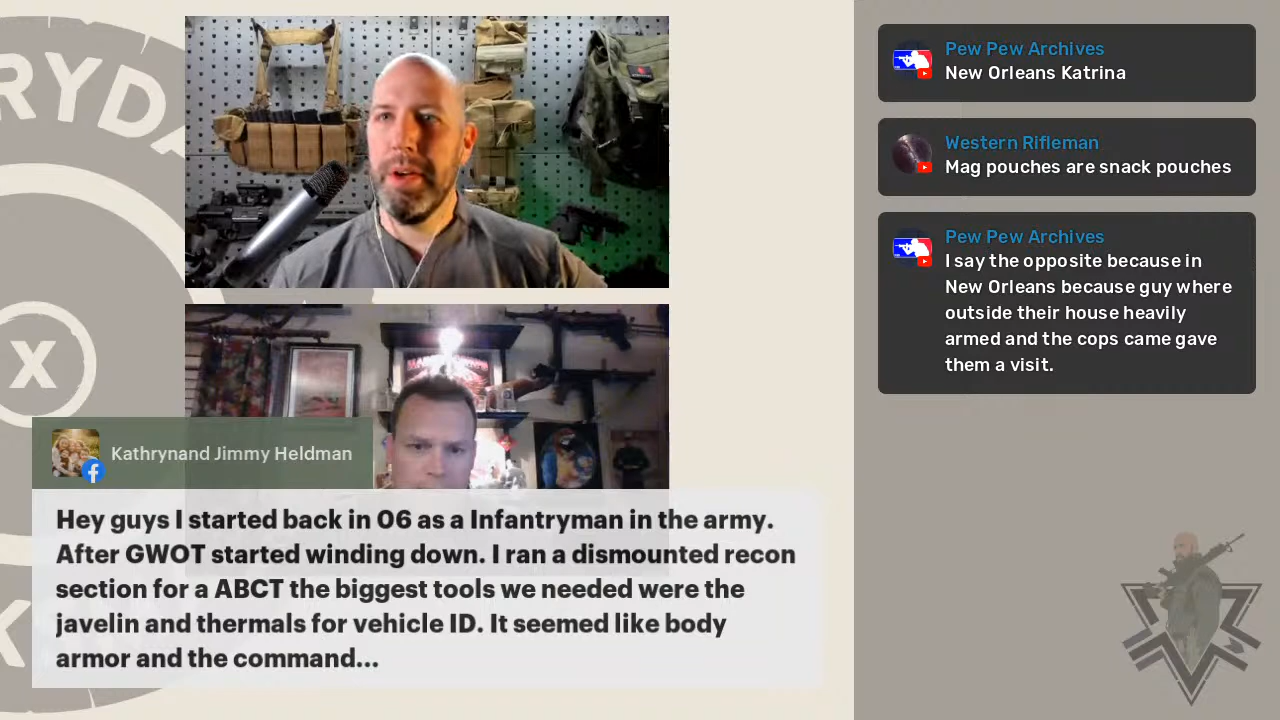 RYDA
X
K
Kathrynand Jimmy Heldman
Hey guys I started back in 06 as a Infantryman in the army.
After GWOT started winding down. I ran a dismounted recon
section for a ABCT the biggest tools we needed were the
javelin and thermals for vehicle ID. It seemed like body
armor and the command...
Pew Pew Archives
New Orleans Katrina
Western Rifleman
Mag pouches are snack pouches
Pew Pew Archives
I say the opposite because in
New Orleans because guy where
outside their house heavily
armed and the cops came gave
them a visit.